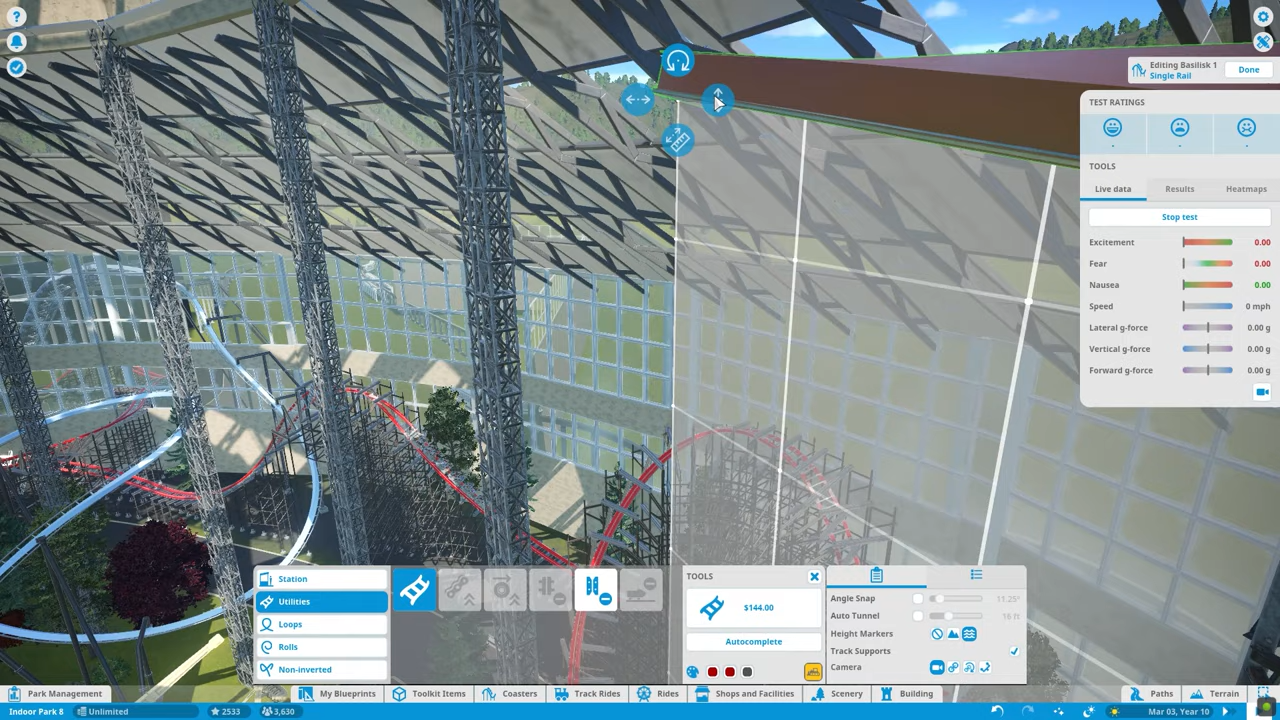 ?
Editing Basilisk 1
Single Rail
Done
TEST RATINGS
- - -
TOOLS
Live data Results Heatmaps
Stop test
Excitement 0.00
Fear 0.00
Nausea 0.00
Speed 0 mph
Lateral g-force 0.00 g
Vertical g-force 0.00 g
Forward g-force 0.00 g
Station
Utilities
Loops
Rolls
Non-inverted
TOOLS
$144.00
Autocomplete
Angle Snap 11.25°
Auto Tunnel 16 ft
Height Markers
Track Supports
Camera
Park Management My Blueprints Toolkit Items Coasters Track Rides Rides Shops and Facilities Scenery Building Paths Terrain
Indoor Park 8 Unlimited 2533 3,630 Mar 03, Year 10